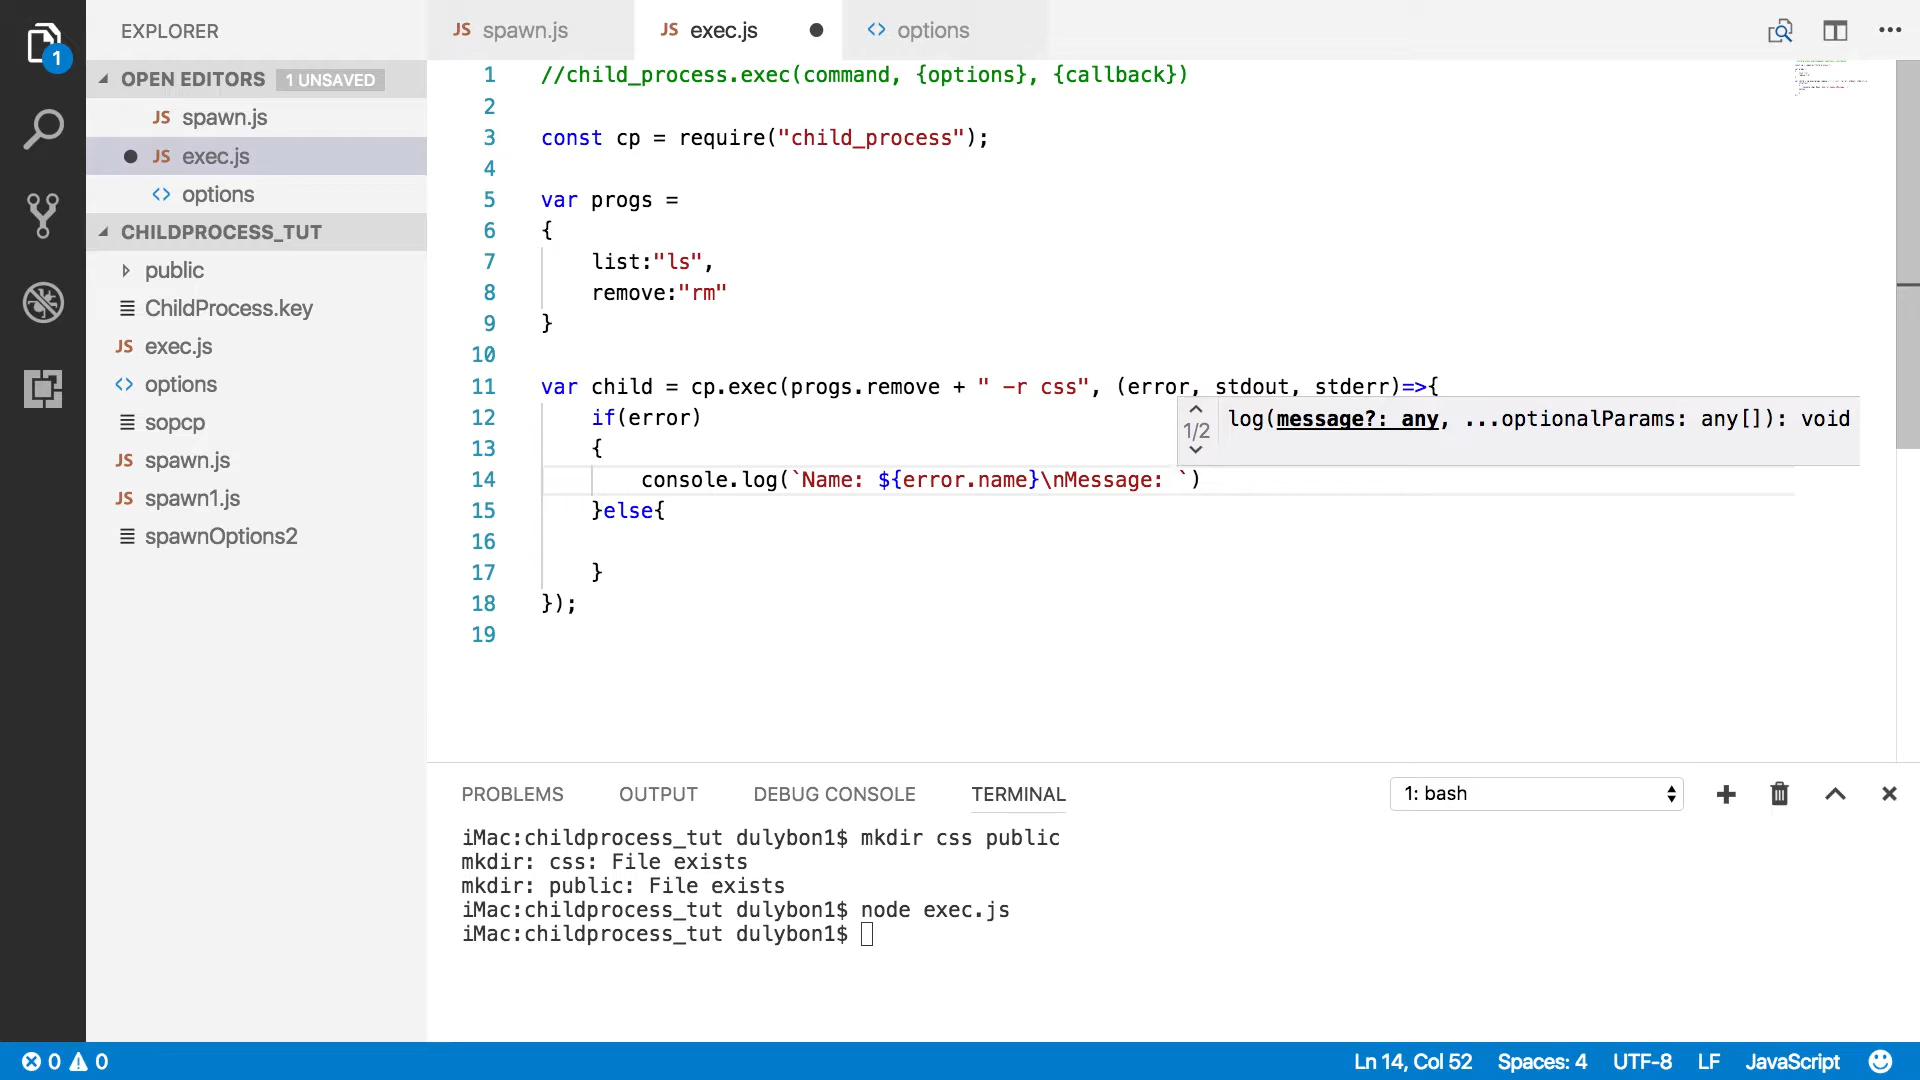 EXPLORER
OPEN EDITORS 1 UNSAVED
JS spawn.js
JS exec.js
<> options
CHILDPROCESS_TUT
public
ChildProcess.key
JS exec.js
<> options
sopcp
JS spawn.js
JS spawn1.js
spawnOptions2
1
JS spawn.js
JS exec.js
<> options
1 //child_process.exec(command, {options}, {callback})
2
3 const cp = require("child_process");
4
5 var progs =
6 {
7 list:"ls",
8 remove:"rm"
9 }
10
11 var child = cp.exec(progs.remove + " -r css", (error, stdout, stderr)=>{
12 if(error)
1/2 log(message?: any, ...optionalParams: any[]): void
13 {
14 console.log(`Name: ${error.name}\nMessage: `)
15 }else{
16
17 }
18 });
19
PROBLEMS OUTPUT DEBUG CONSOLE TERMINAL 1: bash
iMac:childprocess_tut dulybon1$ mkdir css public
mkdir: css: File exists
mkdir: public: File exists
iMac:childprocess_tut dulybon1$ node exec.js
iMac:childprocess_tut dulybon1$
0 0 Ln 14, Col 52 Spaces: 4 UTF-8 LF JavaScript